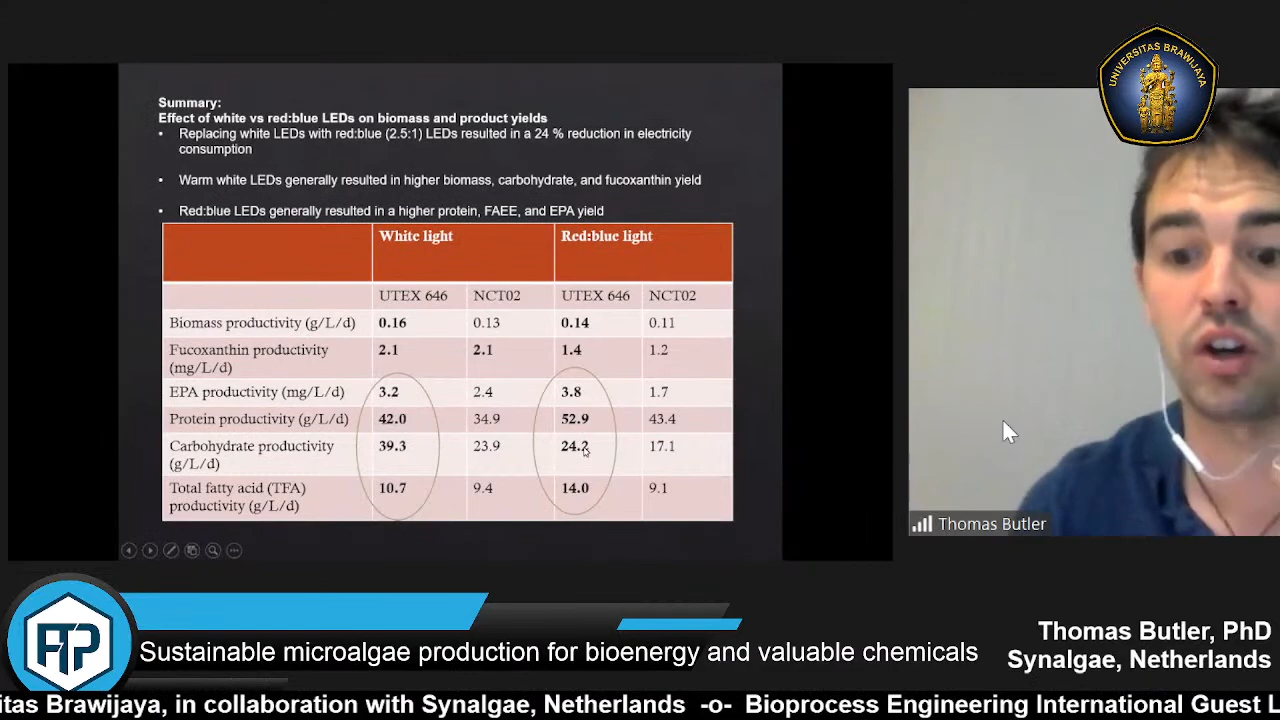 UNIVERSITAS BRAWIJAYA
Summary:
Effect of white vs red:blue LEDs on biomass and product yields
• Replacing white LEDs with red:blue (2.5:1) LEDs resulted in a 24 % reduction in electricity
consumption
• Warm white LEDs generally resulted in higher biomass, carbohydrate, and fucoxanthin yield
• Red:blue LEDs generally resulted in a higher protein, FAEE, and EPA yield
White light Red:blue light
UTEX 646 NCT02 UTEX 646 NCT02
Biomass productivity (g/L/d) 0.16 0.13 0.14 0.11
Fucoxanthin productivity
(mg/L/d) 2.1 2.1 1.4 1.2
EPA productivity (mg/L/d) 3.2 2.4 3.8 1.7
Protein productivity (g/L/d) 42.0 34.9 52.9 43.4
Carbohydrate productivity
(g/L/d) 39.3 23.9 24.2 17.1
Total fatty acid (TFA)
productivity (g/L/d) 10.7 9.4 14.0 9.1
Thomas Butler
ATP
Sustainable microalgae production for bioenergy and valuable chemicals
Thomas Butler, PhD
Synalgae, Netherlands
itas Brawijaya, in collaboration with Synalgae, Netherlands -o- Bioprocess Engineering International Guest L